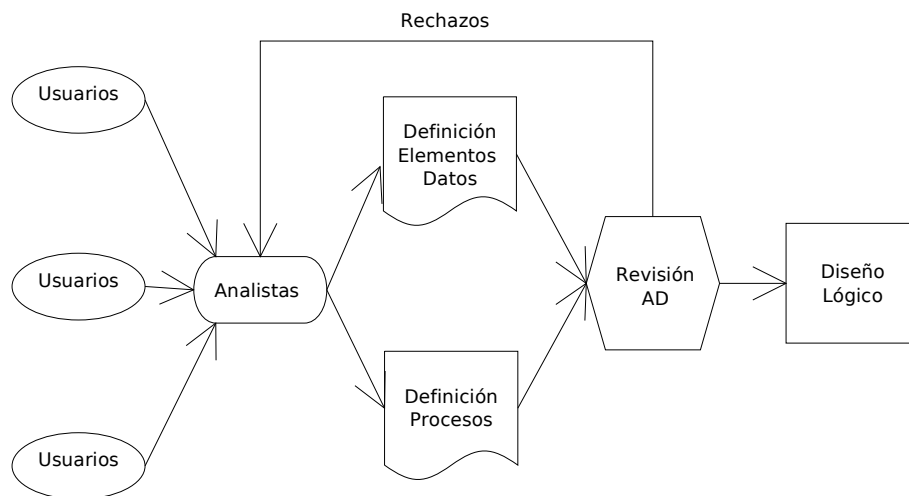 Rechazos
Usuarios
Definición
Elementos
Datos
Usuarios
Analistas
Revisión
AD
Diseño
Lógico
Definición
Procesos
Usuarios